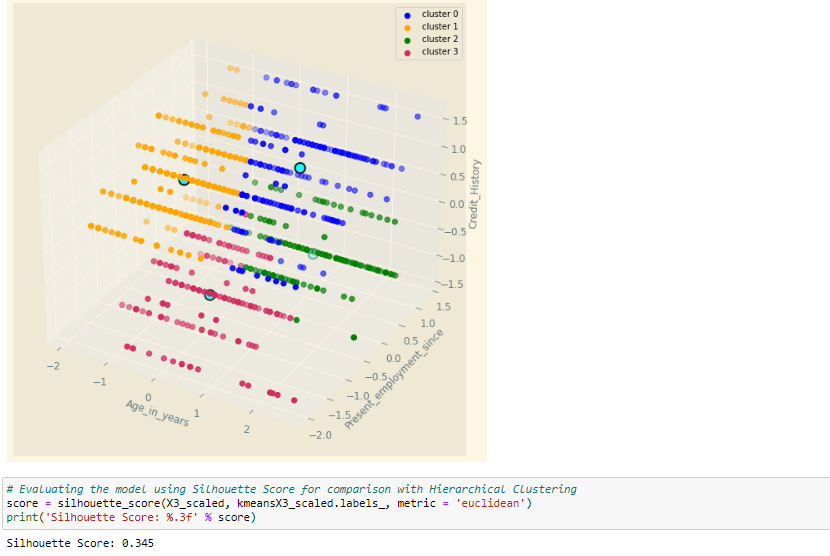 cluster 0
cluster 1
cluster 2
cluster 3
1.5
1.0
0.5
0.0
−0.5
−1.0
−1.5
Credit_History
1.5
1.0
0.5
0.0
−0.5
−1.0
−1.5
−2.0
Present_employment_since
−2
−1
0
1
2
Age_in_years
# Evaluating the model using Silhouette Score for comparison with Hierarchical Clustering
score = silhouette_score(X3_scaled, kmeansX3_scaled.labels_, metric = 'euclidean')
print('Silhouette Score: %.3f' % score)
Silhouette Score: 0.345